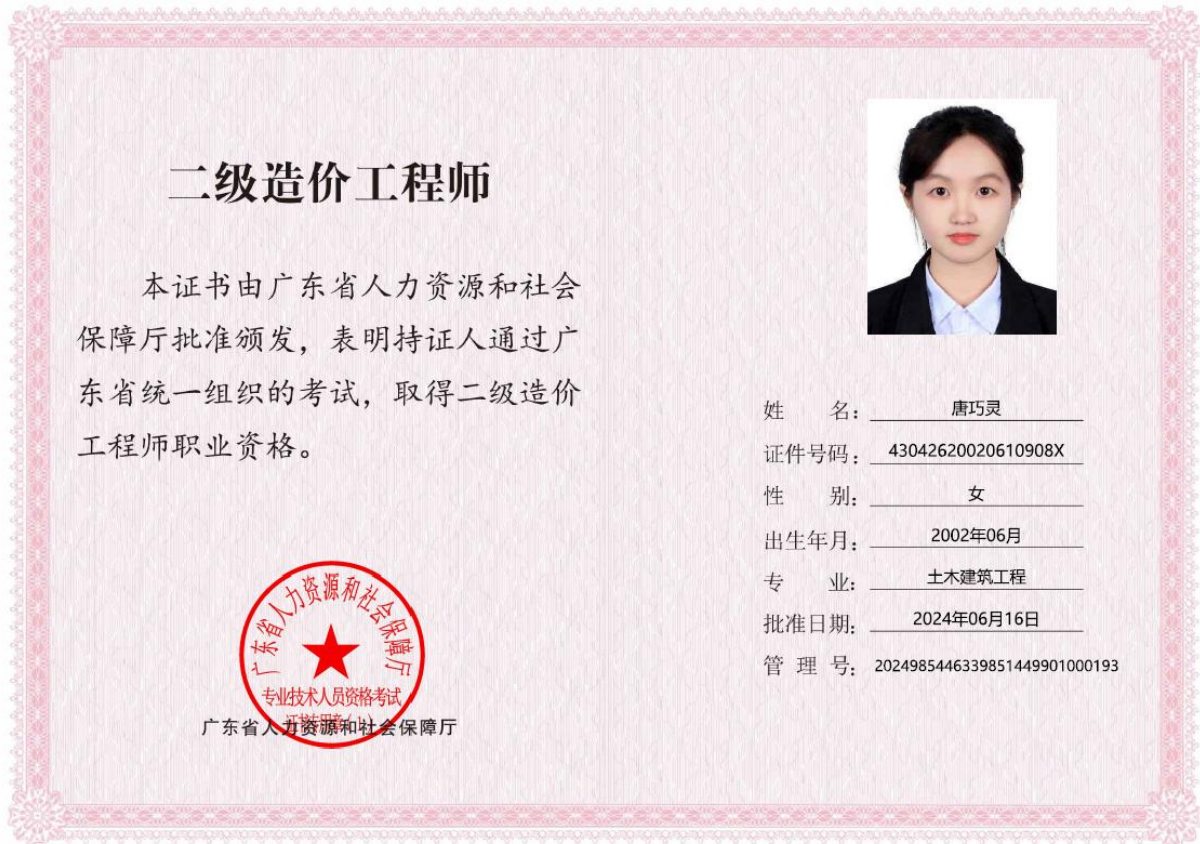 二级造价工程师
本证书由广东省人力资源和社会
保障厅批准颁发，表明持证人通过广
东省统一组织的考试，取得二级造价
工程师职业资格。
广东省人力资源和社会保障厅
专业技术人员资格考试
广东省人力资源和社会保障厅
姓 名：唐巧灵
证件号码：43042620020610908X
性 别：女
出生年月：2002年06月
专 业：土木建筑工程
批准日期：2024年06月16日
管 理 号：2024985446339851449901000193